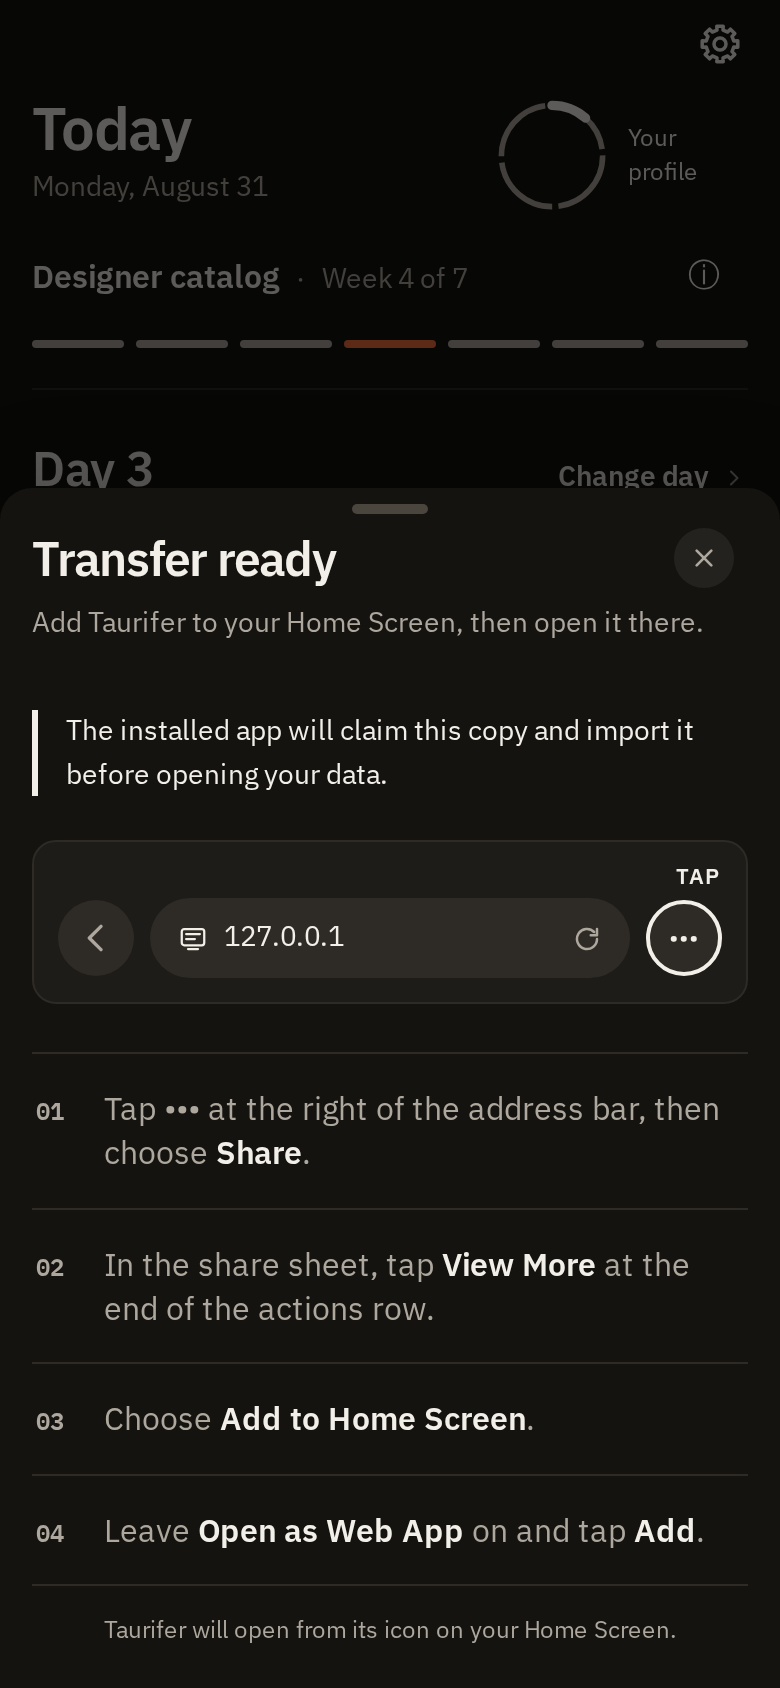 Today
Monday, August 31
Your
profile
Designer catalog · Week 4 of 7
Day 3
Change day
Transfer ready
Add Taurifer to your Home Screen, then open it there.
The installed app will claim this copy and import it
before opening your data.
TAP
127.0.0.1
01 Tap ••• at the right of the address bar, then
choose Share.
02 In the share sheet, tap View More at the
end of the actions row.
03 Choose Add to Home Screen.
04 Leave Open as Web App on and tap Add.
Taurifer will open from its icon on your Home Screen.